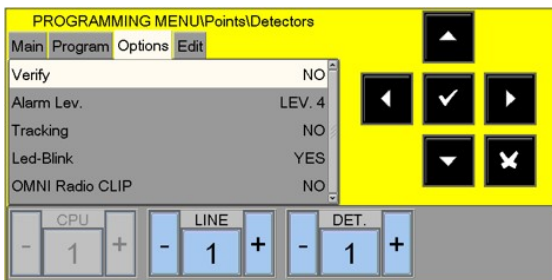 PROGRAMMING MENU\Points\Detectors
Main Program Options Edit
Verify NO
Alarm Lev. LEV. 4
Tracking NO
Led-Blink YES
OMNI Radio CLIP NO
CPU LINE DET.
- 1 + - 1 + - 1 +